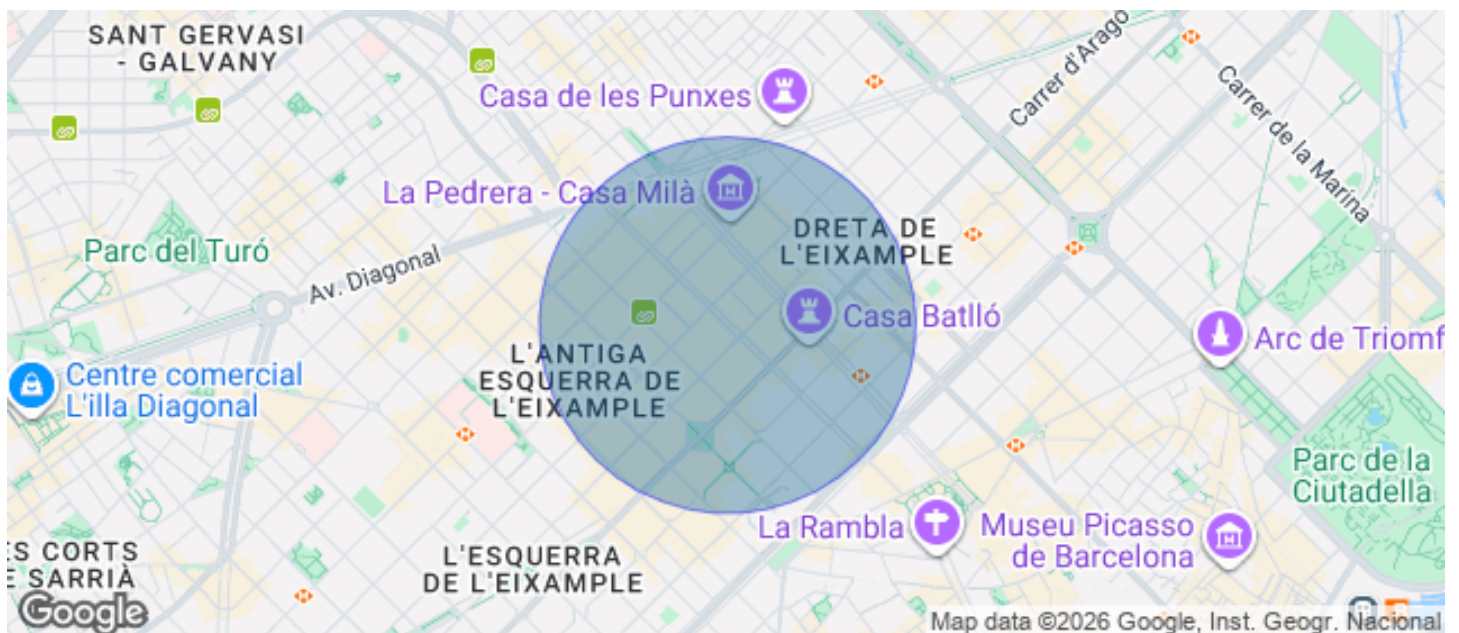 SANT GERVASI
- GALVANY
Casa de les Punxes
Carrer d'Arago
Carrer de la Marina
La Pedrera - Casa Milà
DRETA DE
L'EIXAMPLE
Parc del Turó
Av. Diagonal
Casa Batlló
Arc de Triomf
L'ANTIGA
ESQUERRA DE
L'EIXAMPLE
Centre comercial
L'illa Diagonal
Parc de la
Ciutadella
La Rambla
Museu Picasso
de Barcelona
ES CORTS
E SARRIÀ
L'ESQUERRA
DE L'EIXAMPLE
Google
Map data ©2026 Google, Inst. Geogr. Nacional